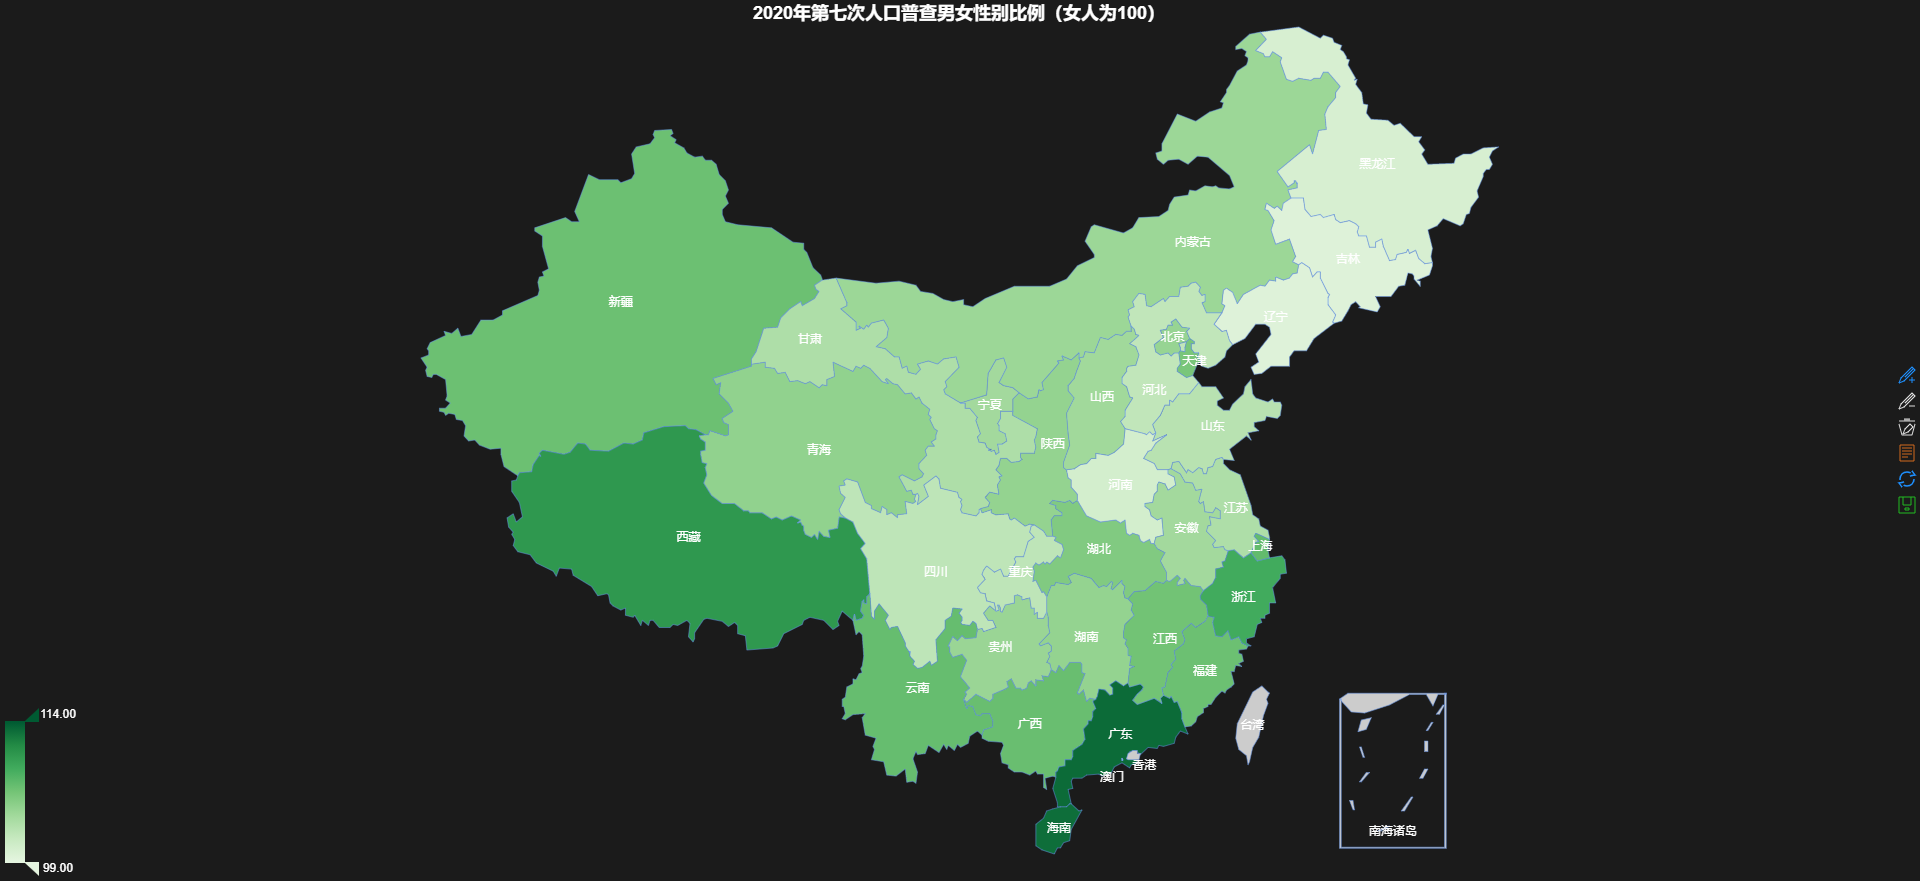 2020年第七次人口普查男女性别比例（女人为100）
黑龙江
内蒙古
吉林
新疆
辽宁
北京
甘肃
天津
河北
山西
宁夏
山东
陕西
青海
河南
江苏
安徽
西藏
上海
湖北
四川
重庆
浙江
湖南
江西
贵州
福建
云南
广西
台湾
广东
香港
澳门
海南
南海诸岛
114.00
99.00